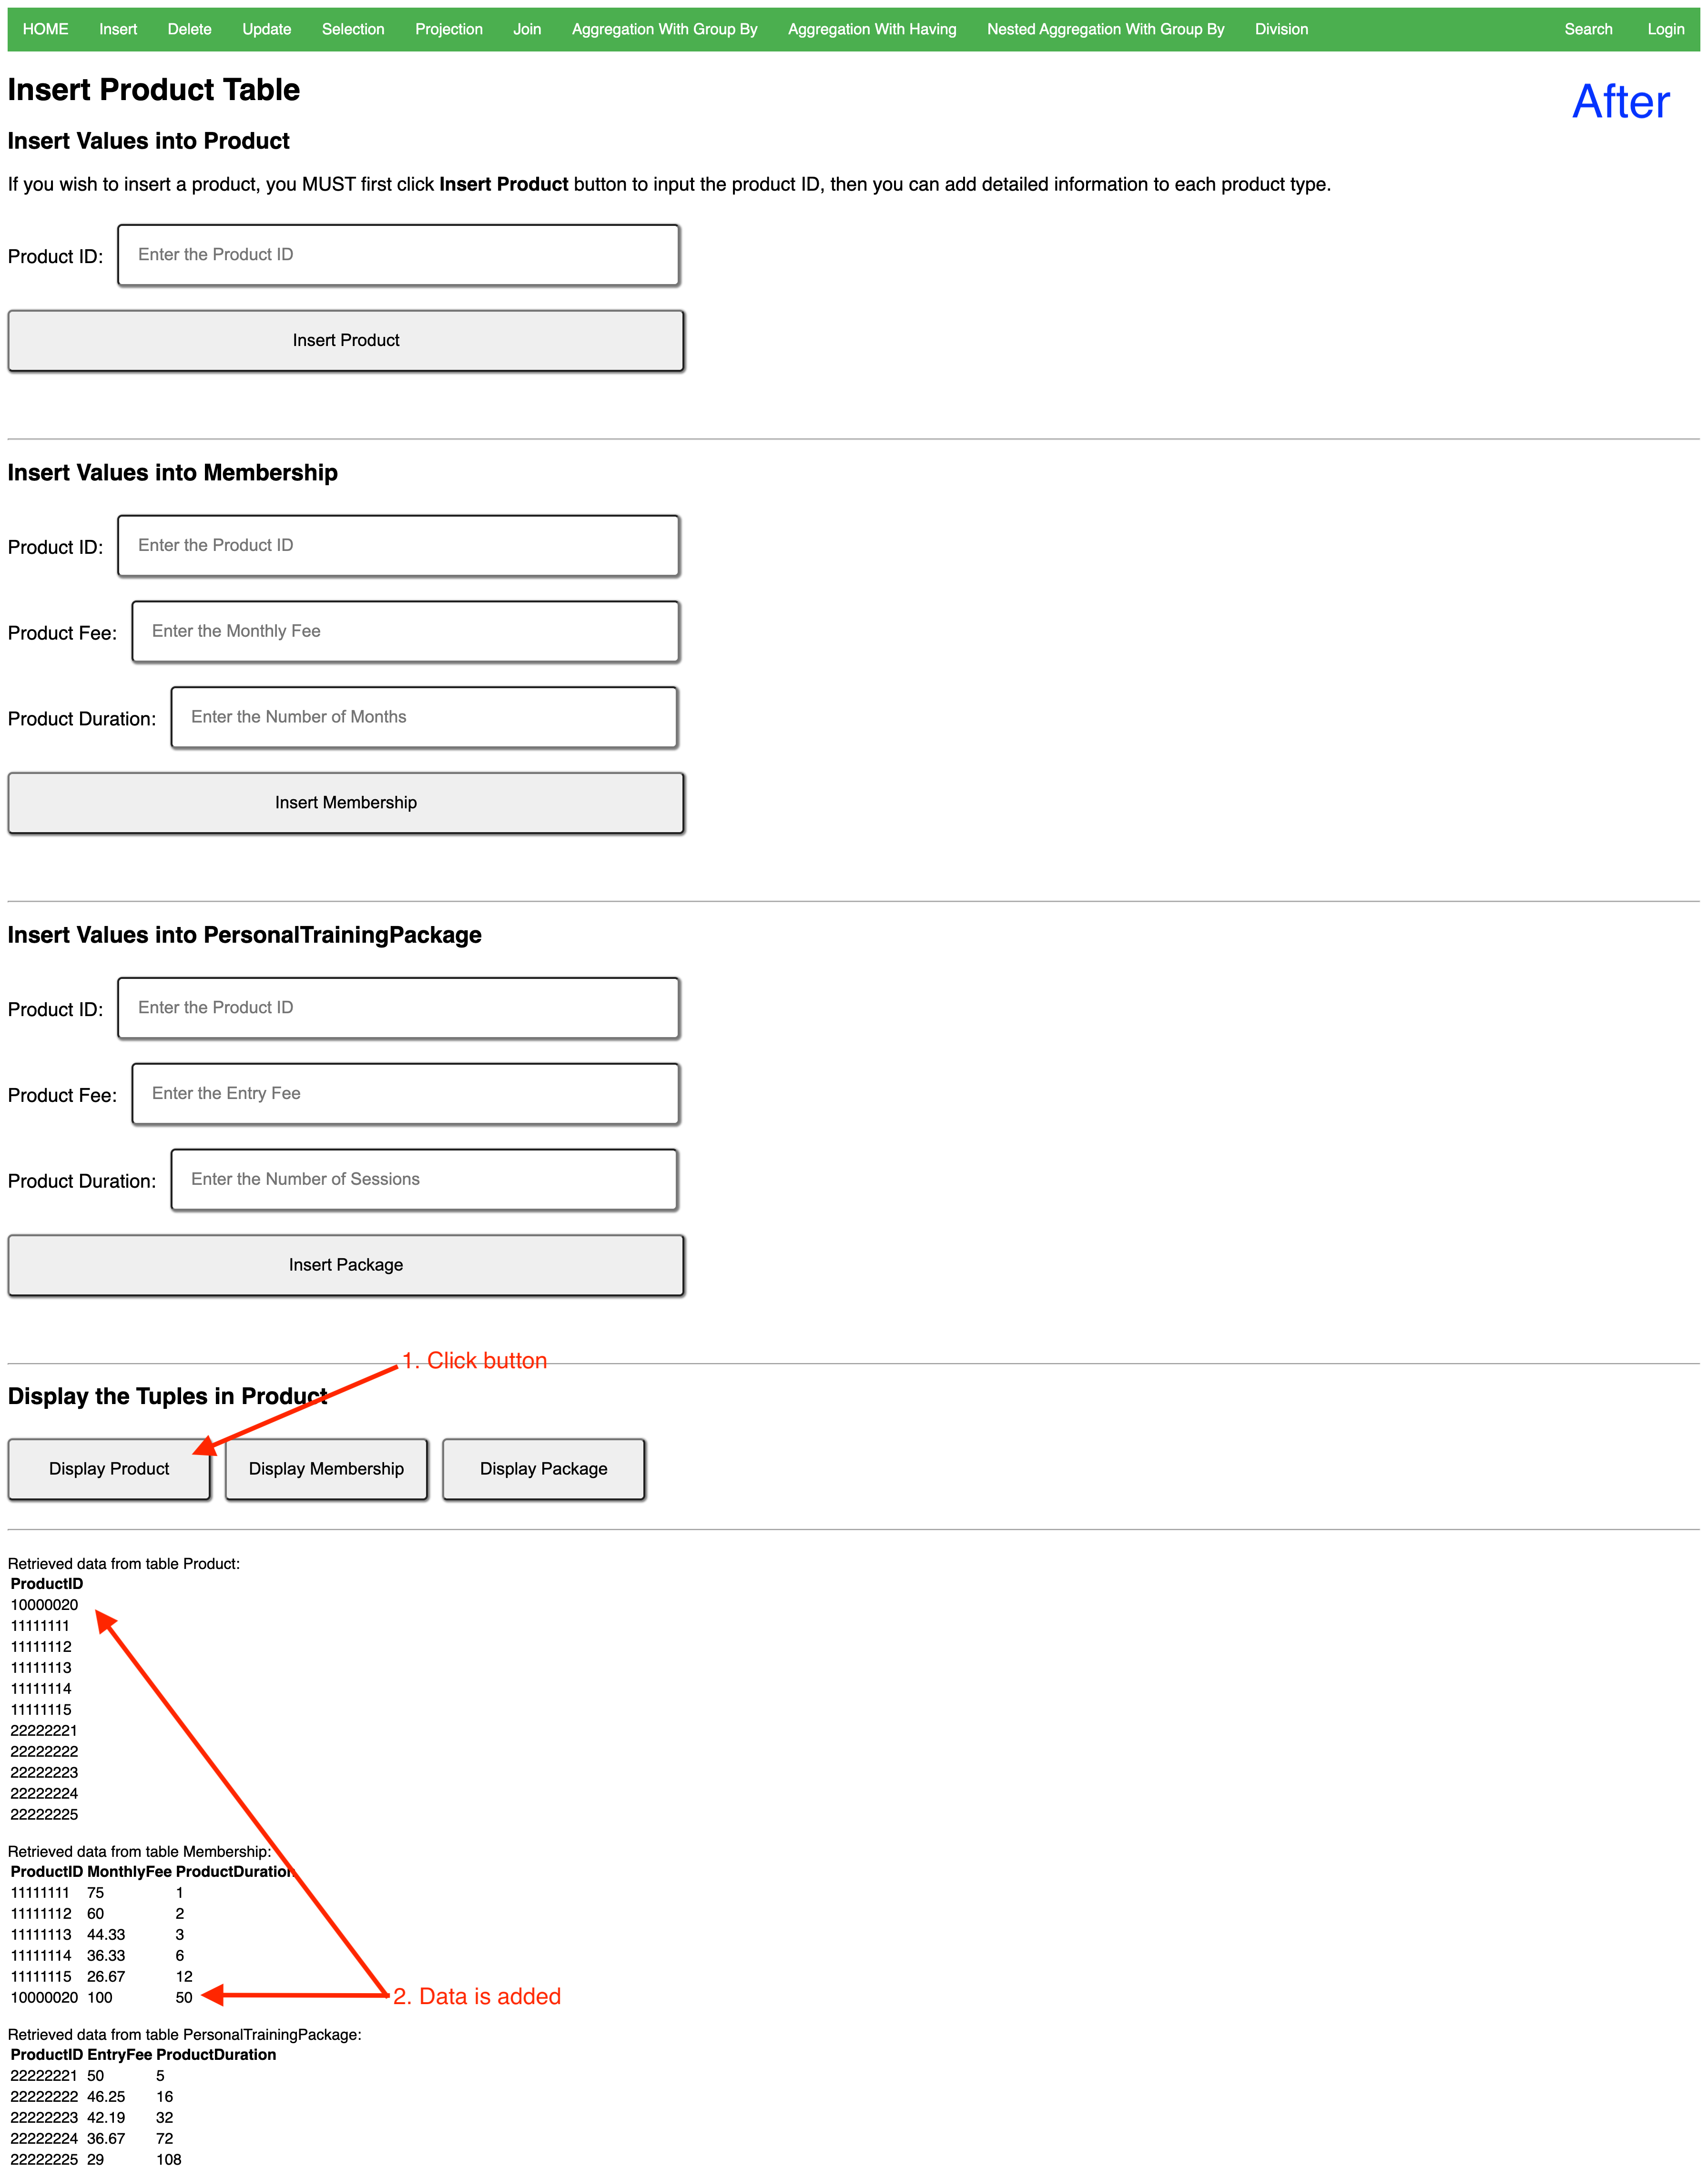 HOME Insert Delete Update Selection Projection Join Aggregation With Group By Aggregation With Having Nested Aggregation With Group By Division Search Login
Insert Product Table
After
Insert Values into Product
If you wish to insert a product, you MUST first click Insert Product button to input the product ID, then you can add detailed information to each product type.
Product ID: Enter the Product ID
Insert Product
Insert Values into Membership
Product ID: Enter the Product ID
Product Fee: Enter the Monthly Fee
Product Duration: Enter the Number of Months
Insert Membership
Insert Values into PersonalTrainingPackage
Product ID: Enter the Product ID
Product Fee: Enter the Entry Fee
Product Duration: Enter the Number of Sessions
Insert Package
1. Click button
Display the Tuples in Product
Display Product Display Membership Display Package
Retrieved data from table Product:
ProductID
10000020
11111111
11111112
11111113
11111114
11111115
22222221
22222222
22222223
22222224
22222225
Retrieved data from table Membership:
ProductID MonthlyFee ProductDuration
11111111 75 1
11111112 60 2
11111113 44.33 3
11111114 36.33 6
11111115 26.67 12
10000020 100 50
2. Data is added
Retrieved data from table PersonalTrainingPackage:
ProductID EntryFee ProductDuration
22222221 50 5
22222222 46.25 16
22222223 42.19 32
22222224 36.67 72
22222225 29 108